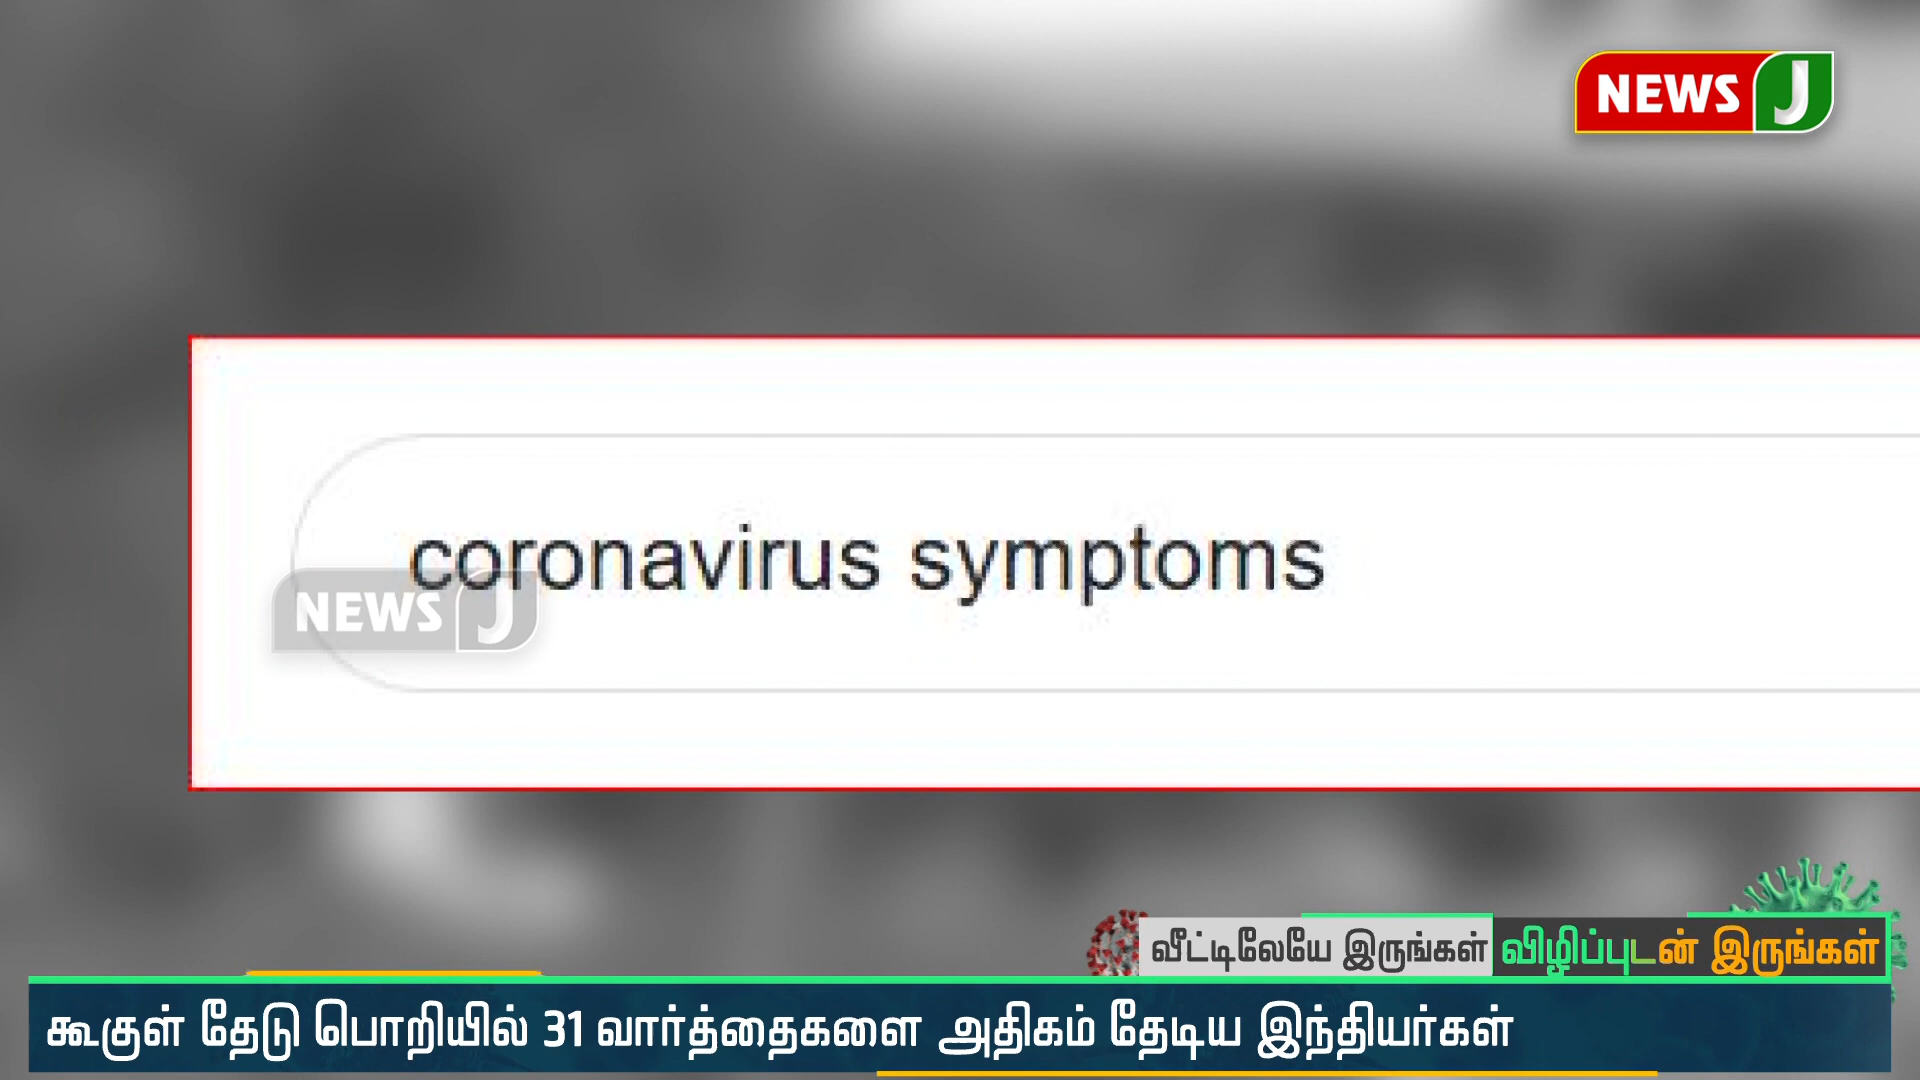 NEWS J
coronavirus symptoms
NEWS J
வீட்டிலேயே இருங்கள் விழிப்புடன் இருங்கள்
கூகுள் தேடு பொறியில் 31 வார்த்தைகளை அதிகம் தேடிய இந்தியர்கள்